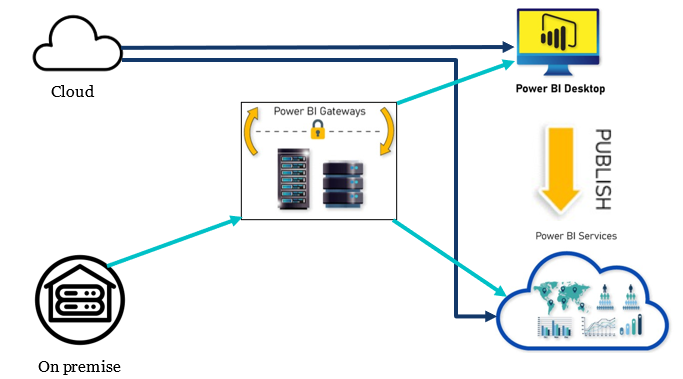 Cloud
Power BI Desktop
Power BI Gateways
PUBLISH
Power BI Services
On premise